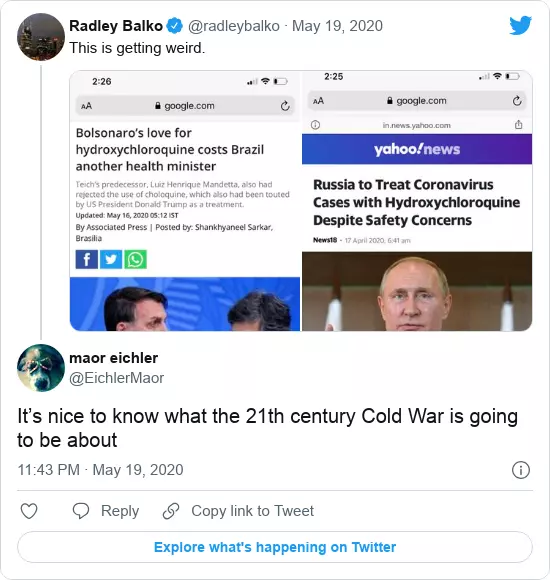 Radley Balko @radleybalko · May 19, 2020
This is getting weird.
2:26
AA google.com
Bolsonaro's love for
hydroxychloroquine costs Brazil
another health minister
Teich's predecessor, Luiz Henrique Mandetta, also had
rejected the use of choloquine, which also had been touted
by US President Donald Trump as a treatment.
Updated: May 16, 2020 05:12 IST
By Associated Press | Posted by: Shankhyaneel Sarkar,
Brasilia
2:25
AA google.com
in.news.yahoo.com
yahoo!news
Russia to Treat Coronavirus
Cases with Hydroxychloroquine
Despite Safety Concerns
News18 - 17 April 2020, 6:41 am
maor eichler
@EichlerMaor
It's nice to know what the 21th century Cold War is going
to be about
11:43 PM · May 19, 2020
Reply
Copy link to Tweet
Explore what's happening on Twitter